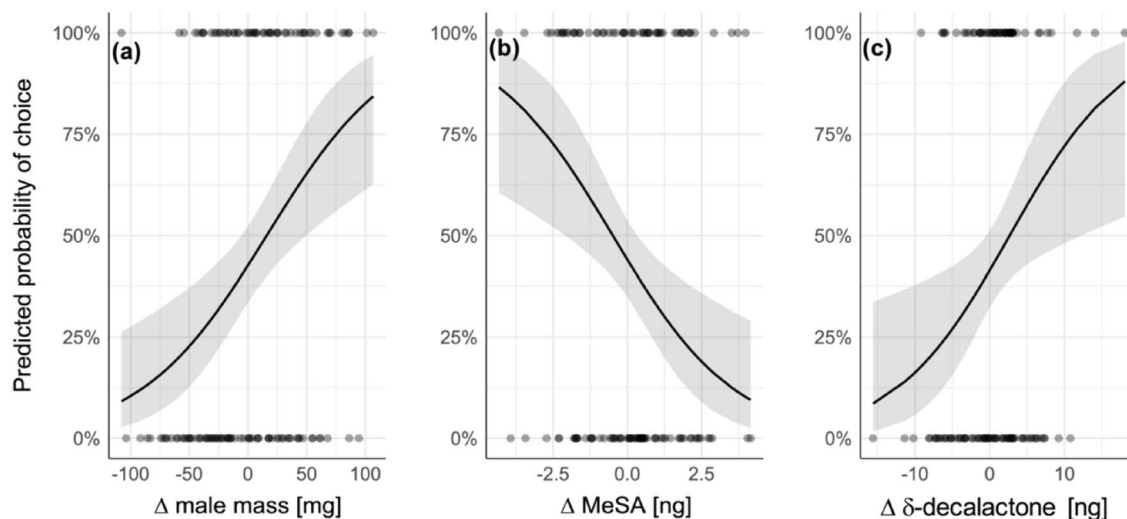 Predicted probability of choice
(a)
100%
75%
50%
25%
0%
-100 -50 0 50 100
Δ male mass [mg]
(b)
100%
75%
50%
25%
0%
-2.5 0.0 2.5
Δ MeSA [ng]
(c)
100%
75%
50%
25%
0%
-10 0 10
Δ δ-decalactone [ng]